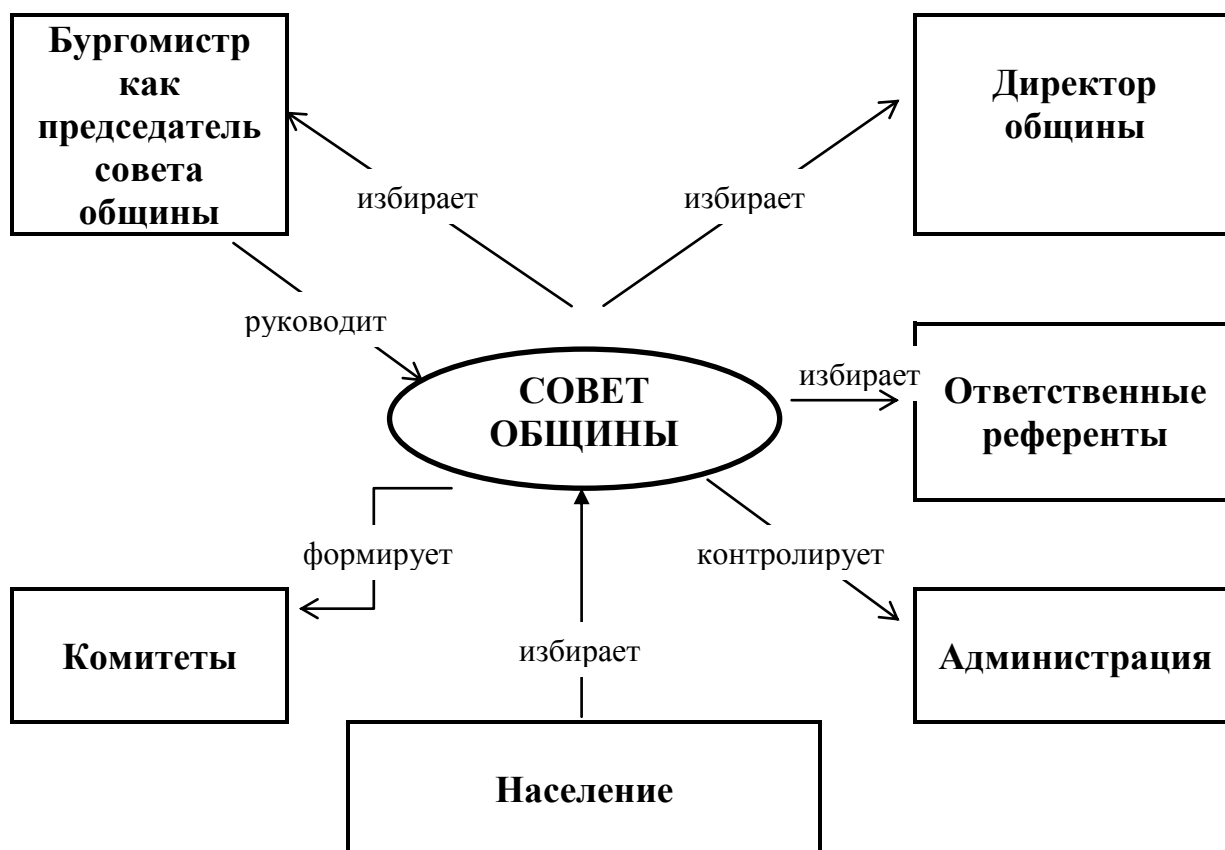 Бургомистр
как
председатель
совета
общины
Директор
общины
избирает
избирает
руководит
СОВЕТ
ОБЩИНЫ
избирает
Ответственные
референты
формирует
контролирует
Комитеты
избирает
Администрация
Население